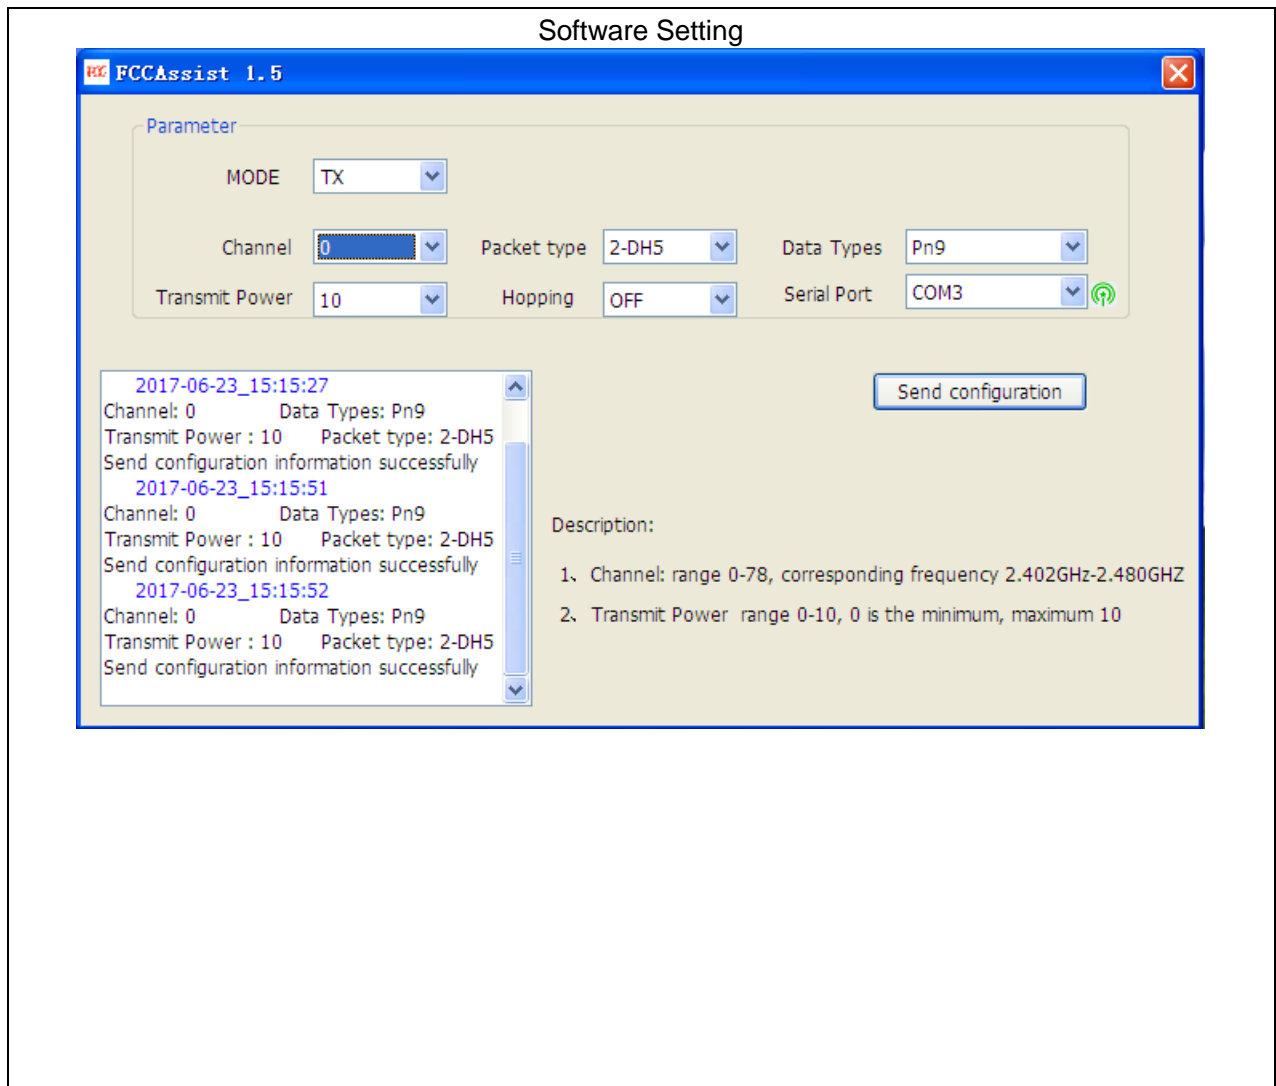 Software Setting
FCCAssist 1.5
Parameter
MODE TX
Channel 0 Packet type 2-DH5 Data Types Pn9
Transmit Power 10 Hopping OFF Serial Port COM3
2017-06-23_15:15:27
Channel: 0 Data Types: Pn9
Transmit Power : 10 Packet type: 2-DH5
Send configuration information successfully
2017-06-23_15:15:51
Channel: 0 Data Types: Pn9
Transmit Power : 10 Packet type: 2-DH5
Send configuration information successfully
2017-06-23_15:15:52
Channel: 0 Data Types: Pn9
Transmit Power : 10 Packet type: 2-DH5
Send configuration information successfully
Send configuration
Description:
1、Channel: range 0-78, corresponding frequency 2.402GHz-2.480GHZ
2、Transmit Power range 0-10, 0 is the minimum, maximum 10